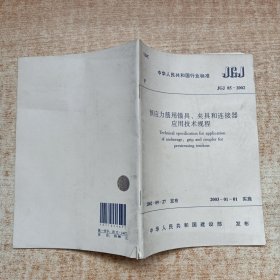 中华人民共和国行业标准
JGJ
JGJ 85—2002
预应力筋用锚具、夹具和连接器
应用技术规程
Technical specification for application
of anchorage, grip and coupler for
prestressing tendons
2002-09-27 发布
2003-01-01 实施
中华人民共和国建设部 发布